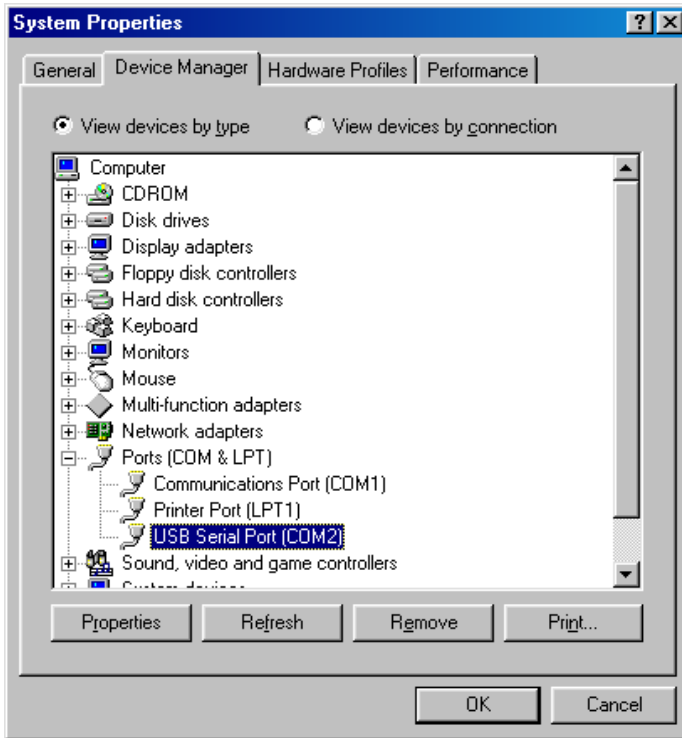 System Properties
General Device Manager Hardware Profiles Performance
View devices by type View devices by connection
Computer
CDROM
Disk drives
Display adapters
Floppy disk controllers
Hard disk controllers
Keyboard
Monitors
Mouse
Multi-function adapters
Network adapters
Ports (COM & LPT)
Communications Port (COM1)
Printer Port (LPT1)
USB Serial Port (COM2)
Sound, video and game controllers
Properties Refresh Remove Print...
OK Cancel